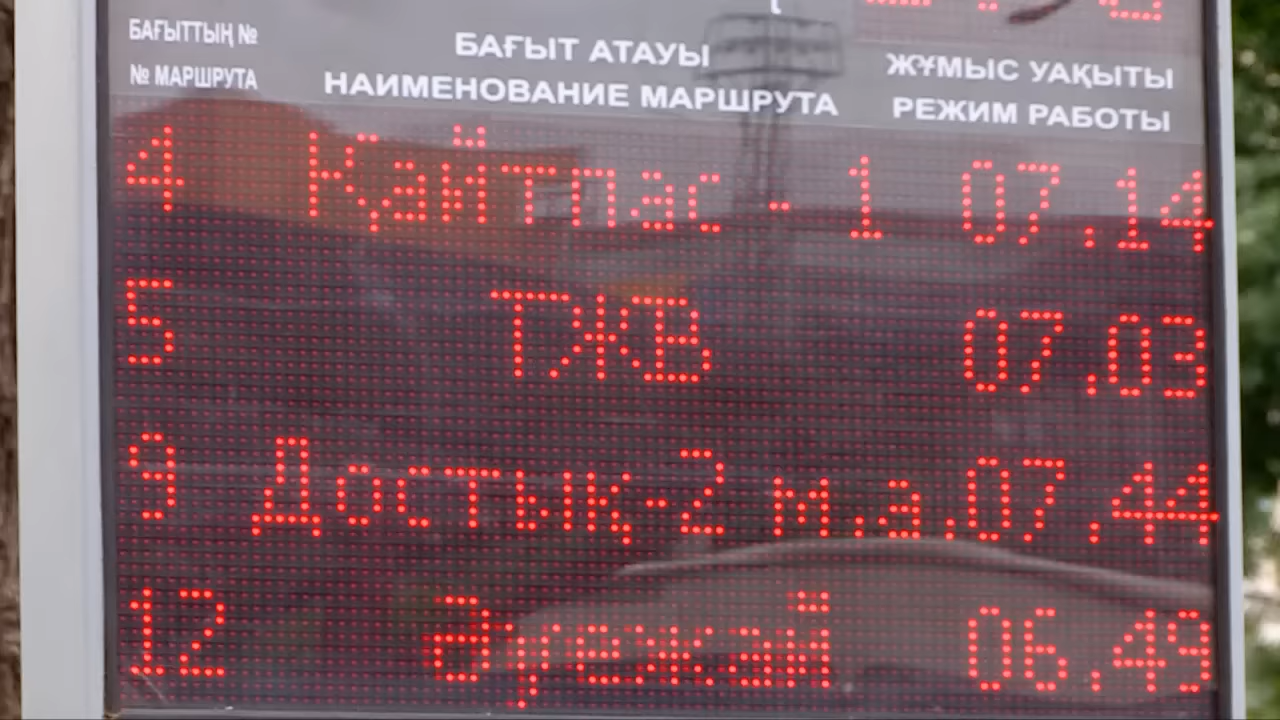 БАҒЫТТЫҢ №
№ МАРШРУТА
БАҒЫТ АТАУЫ
НАИМЕНОВАНИЕ МАРШРУТА
ЖҰМЫС УАҚЫТЫ
РЕЖИМ РАБОТЫ
4 Қайтпас - 1 07.14
5 ТЖВ 07.03
9 Достық-2 м.а.07.44
12 06.49